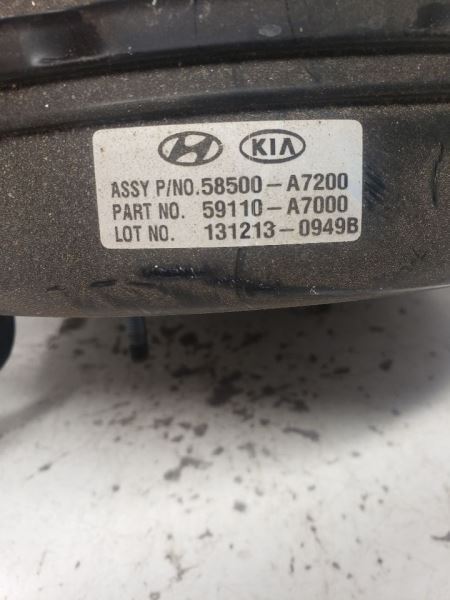 KIA
ASSY P/NO.58500-A7200
PART NO. 59110-A7000
LOT NO. 131213-0949B